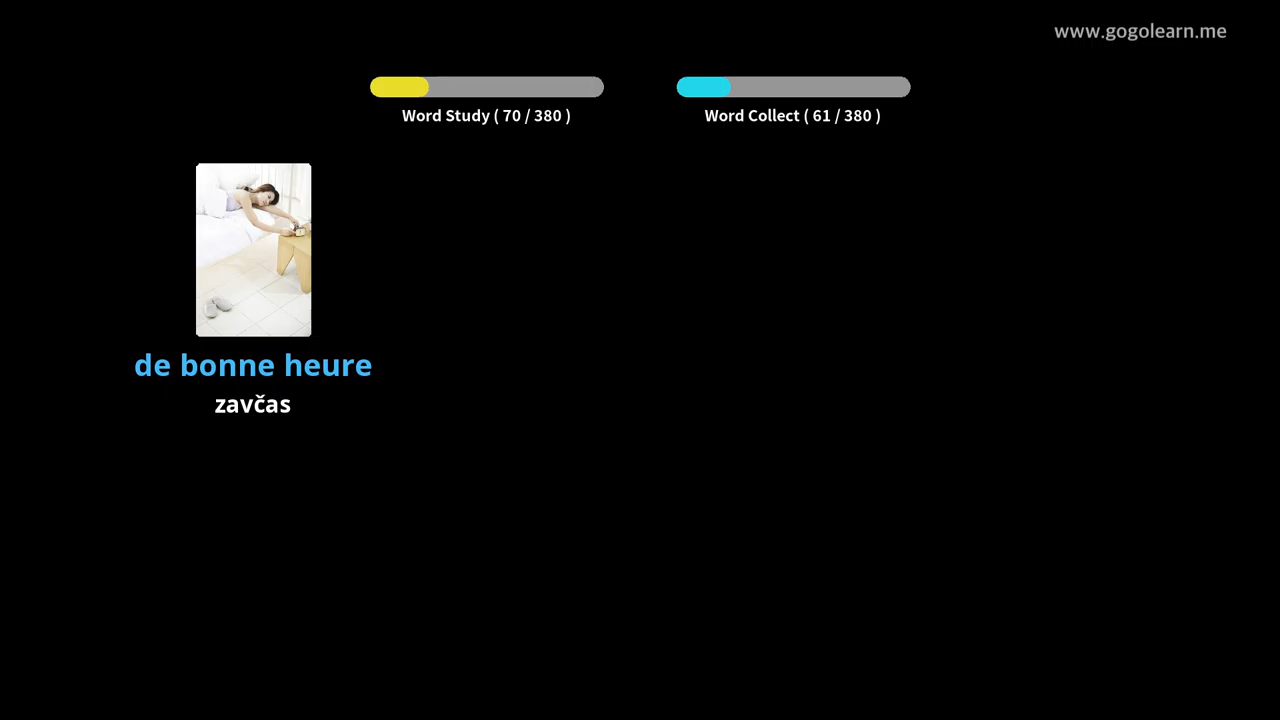 www.gogolearn.me
Word Study ( 70 / 380 )
Word Collect ( 61 / 380 )
de bonne heure
zavčas